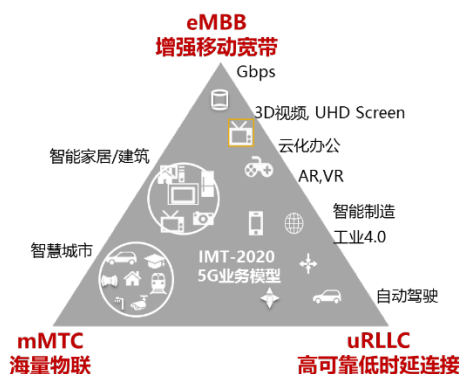 eMBB
增强移动宽带
Gbps
3D视频, UHD Screen
云化办公
智能家居/建筑
AR,VR
智能制造
工业4.0
智慧城市
IMT-2020
5G业务模型
自动驾驶
mMTC
海量物联
uRLLC
高可靠低时延连接